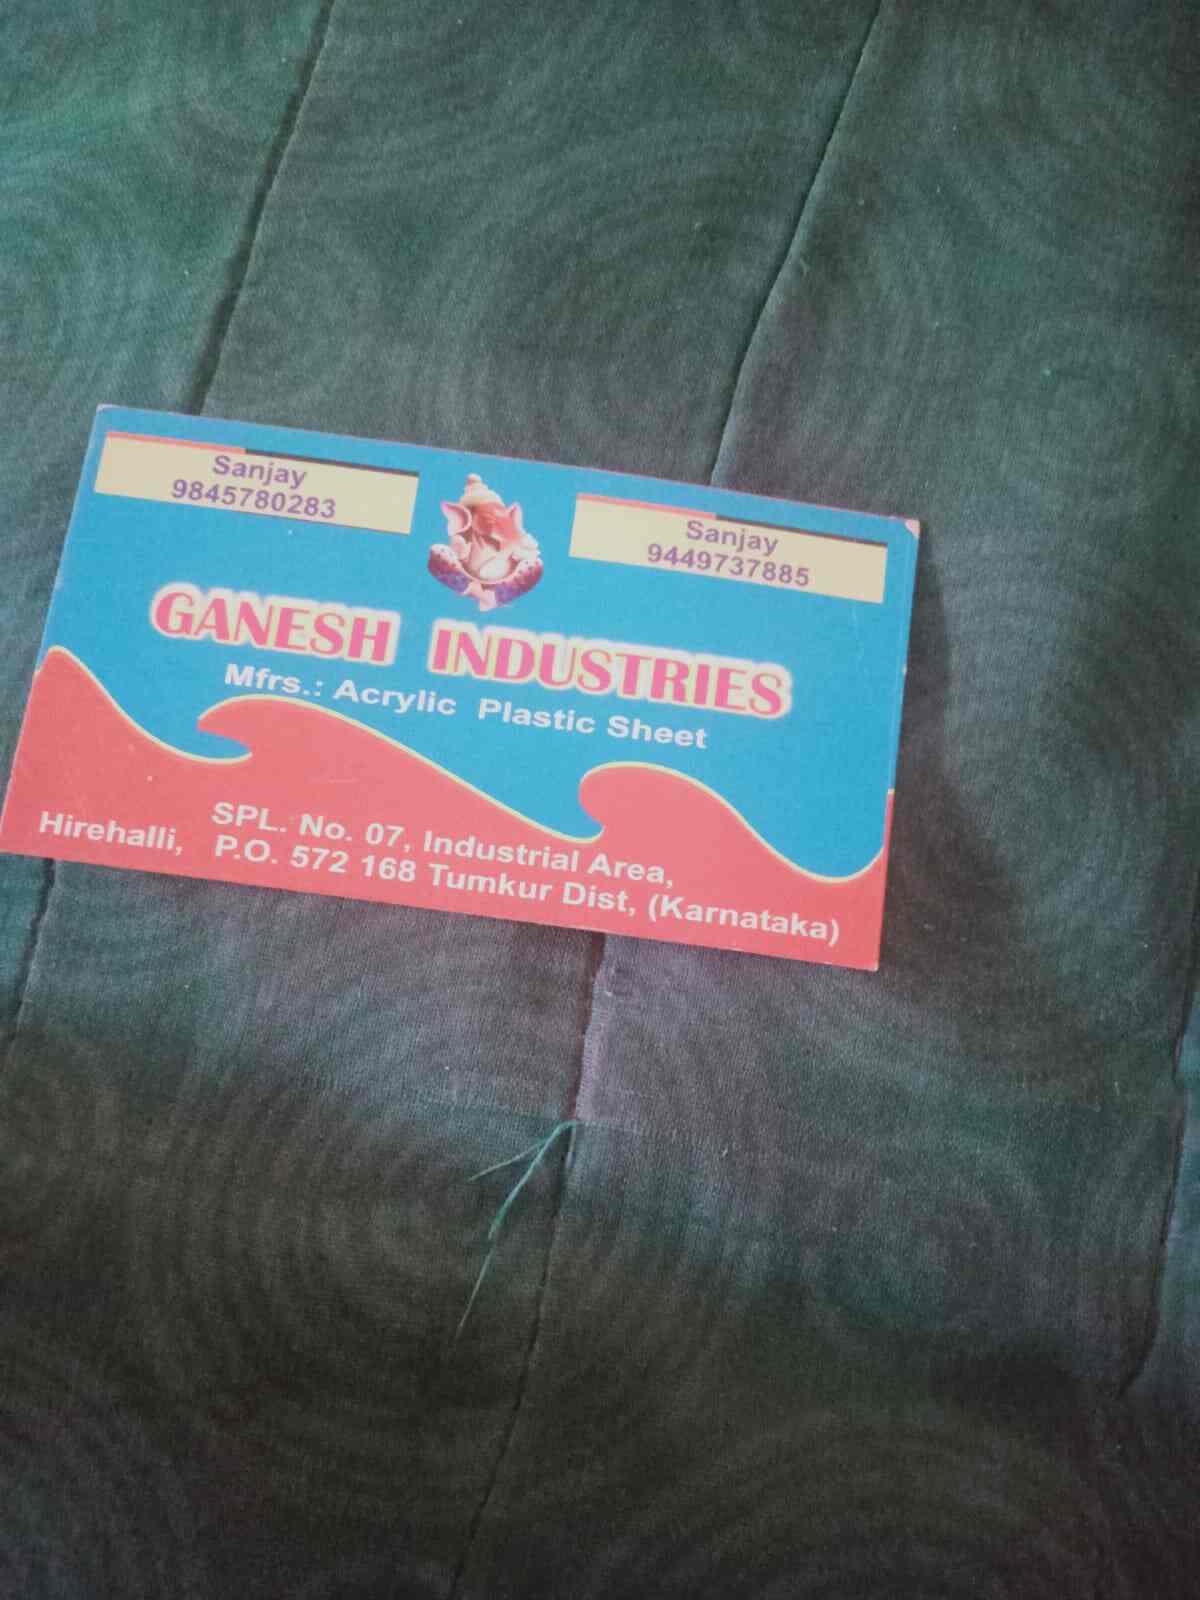 Sanjay
9845780283
Sanjay
9449737885
GANESH INDUSTRIES
Mfrs.: Acrylic Plastic Sheet
SPL. No. 07, Industrial Area,
Hirehalli, P.O. 572 168 Tumkur Dist, (Karnataka)